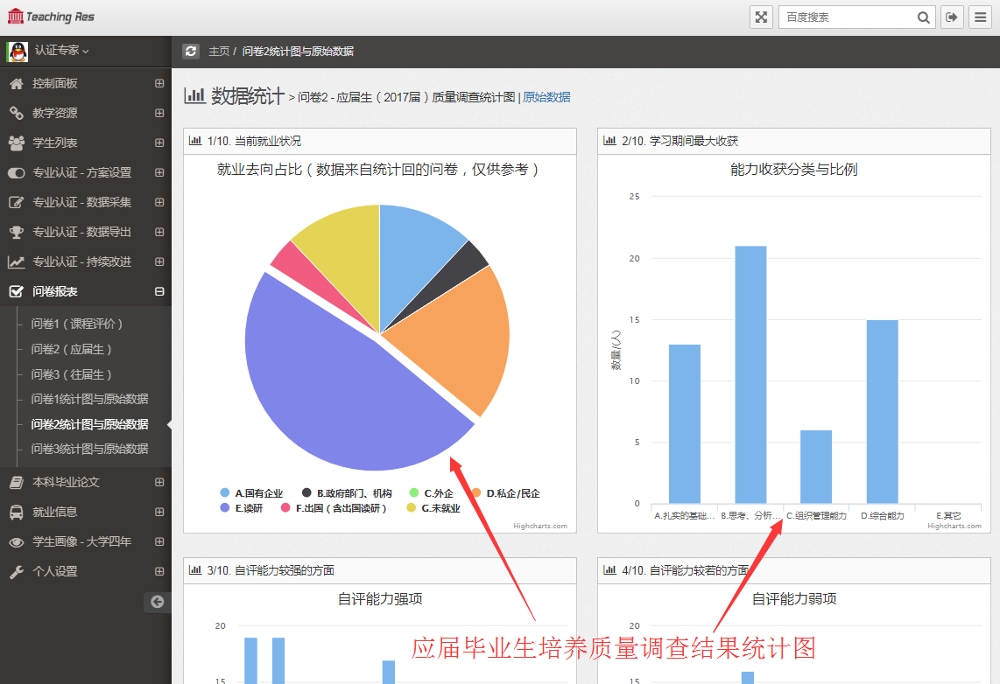 Teaching Res
百度搜索
认证专家
主页 / 问卷2统计图与原始数据
控制面板
教学资源
学生列表
专业认证 - 方案设置
专业认证 - 数据采集
专业认证 - 数据导出
专业认证 - 持续改进
问卷报表
问卷1（课程评价）
问卷2（应届生）
问卷3（往届生）
问卷1统计图与原始数据
问卷2统计图与原始数据
问卷3统计图与原始数据
本科毕业论文
就业信息
学生画像 - 大学四年
个人设置
数据统计 > 问卷2 - 应届生（2017届）质量调查统计图 | 原始数据
1/10. 当前就业状况
就业去向占比（数据来自统计回的问卷，仅供参考）
A.国有企业 B.政府部门、机构 C.外企 D.私企/民企
E.读研 F.出国（含出国读研） G.未就业
Highcharts.com
2/10. 学习期间最大收获
能力收获分类与比例
25
20
15
10
5
0
数量/(人)
A.扎实的基础... B.思考、分析... C.组织管理能力 D.综合能力 E.其它
Highcharts.com
3/10. 自评能力较强的方面
自评能力强项
20
15
4/10. 自评能力较若的方面
自评能力弱项
20
15
应届毕业生培养质量调查结果统计图